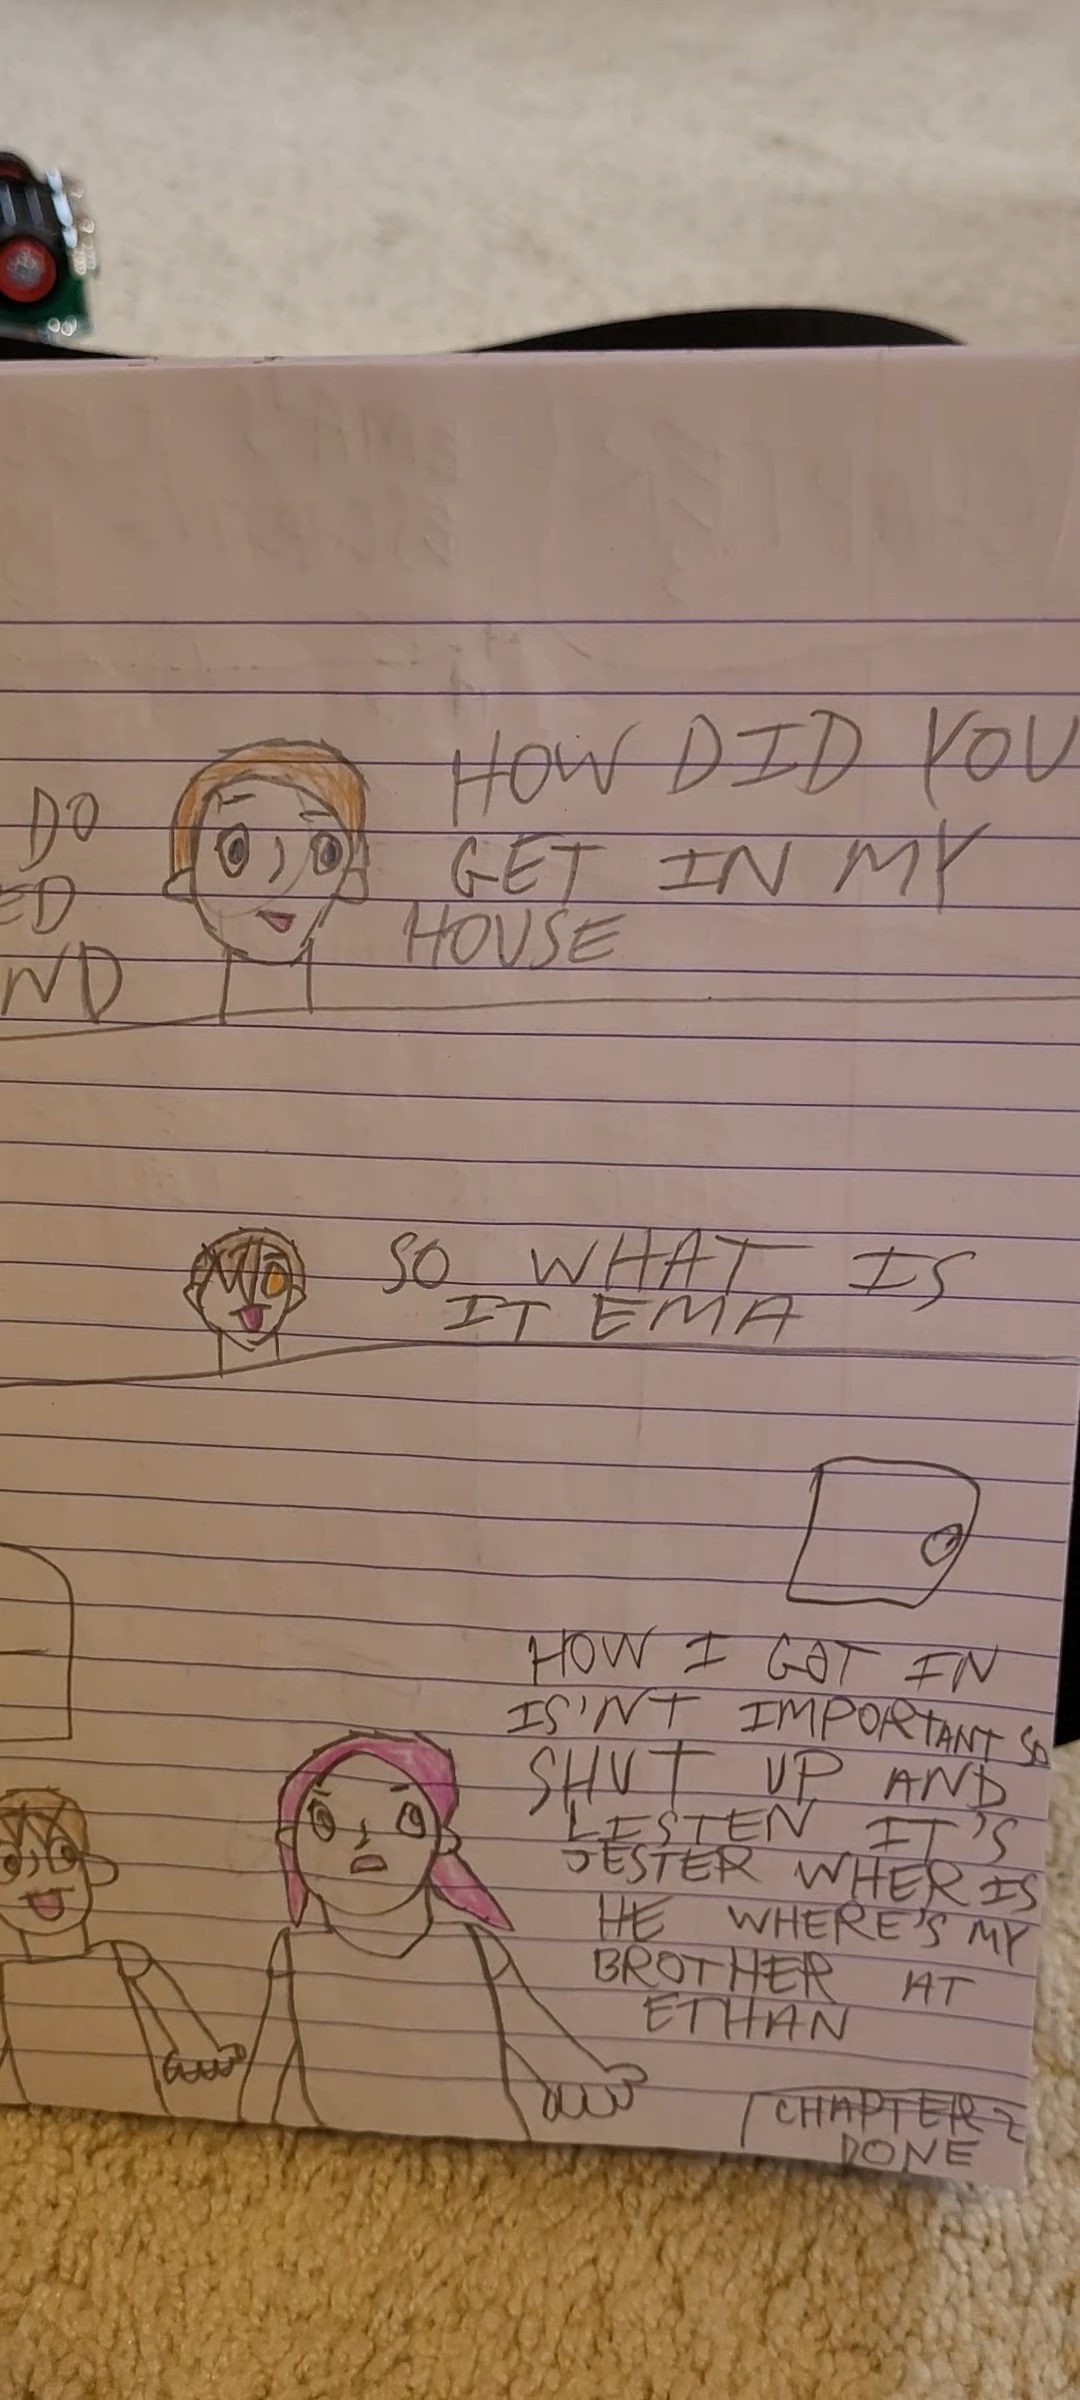 DO
HOW DID YOU
GET IN MY
ED
HOUSE
ND
SO WHAT IS
IT EMA
HOW I GOT IN
IS'NT IMPORTANT SO
SHUT UP AND
LISTEN IT'S
JESTER WHER IS
HE WHERE'S MY
BROTHER AT
ETHAN
CHAPTER 2
DONE